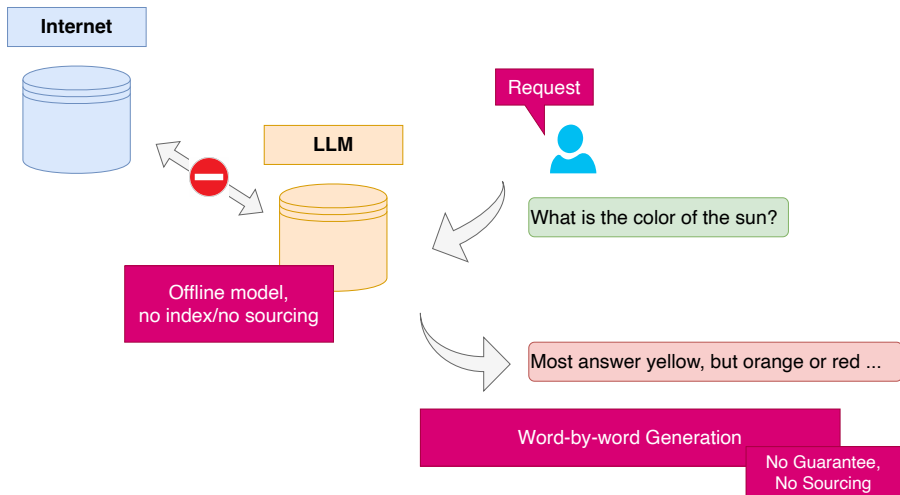 Internet
Request
LLM
What is the color of the sun?
Offline model,
no index/no sourcing
Most answer yellow, but orange or red ...
Word-by-word Generation
No Guarantee,
No Sourcing